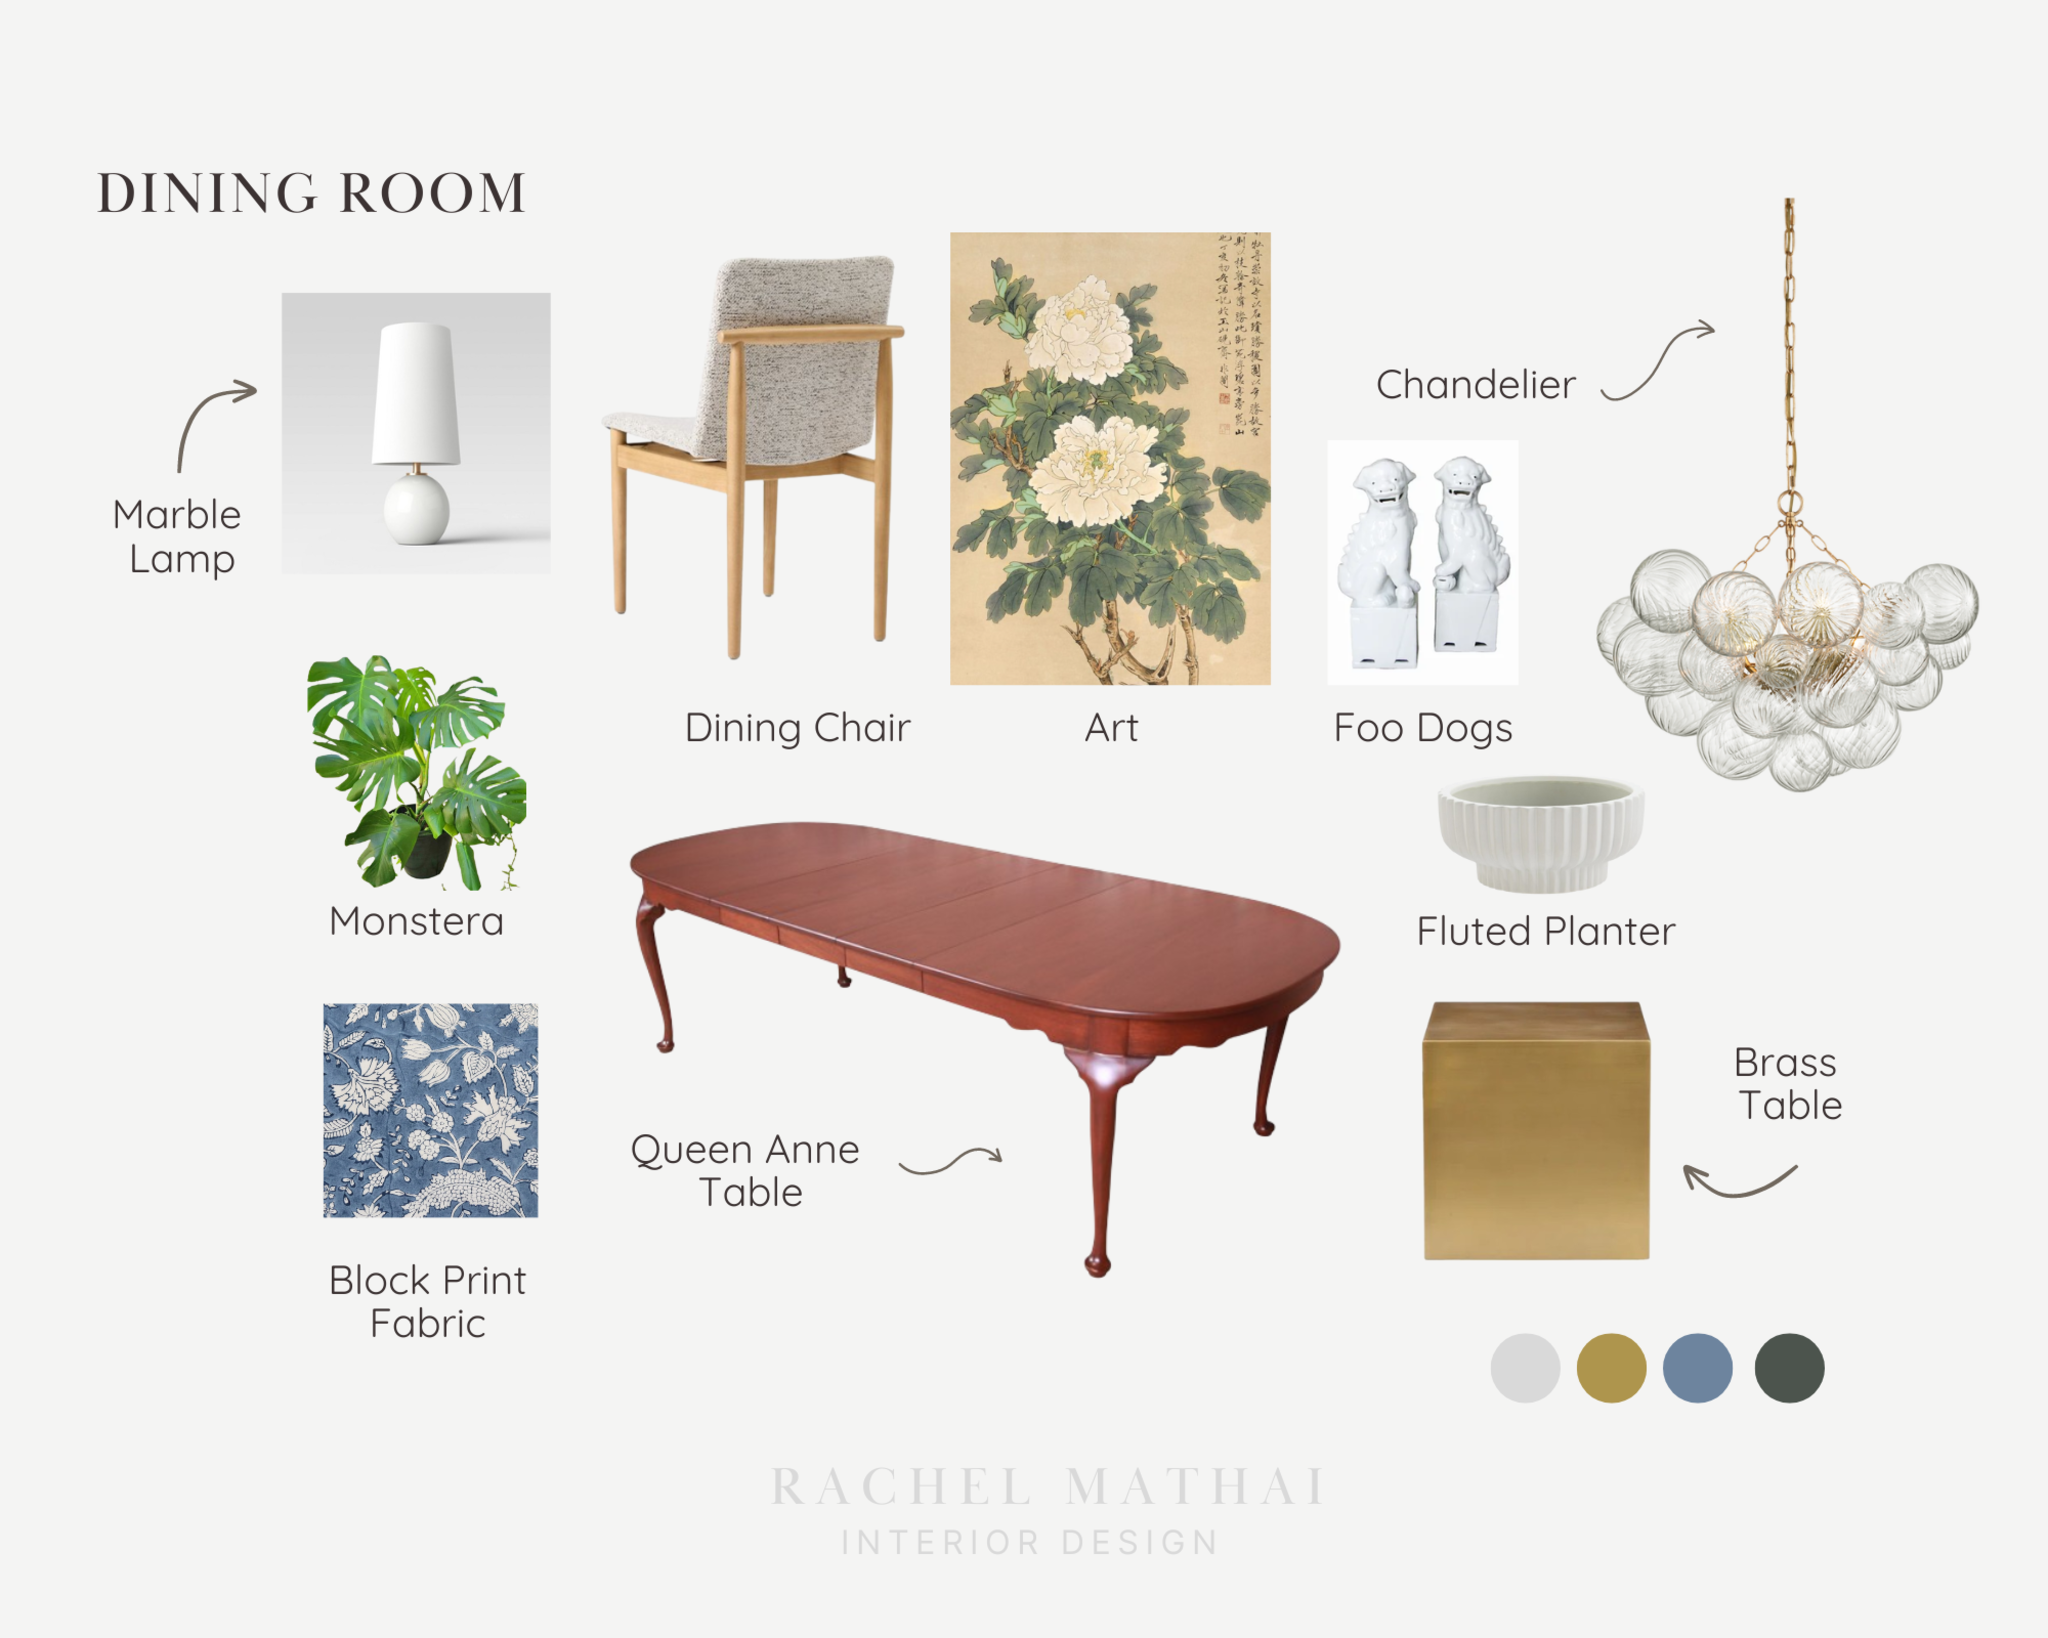 DINING ROOM
Marble
Lamp
Dining Chair
Art
Foo Dogs
Chandelier
Monstera
Fluted Planter
Block Print
Fabric
Queen Anne
Table
Brass
Table
RACHEL MATHAI
INTERIOR DESIGN